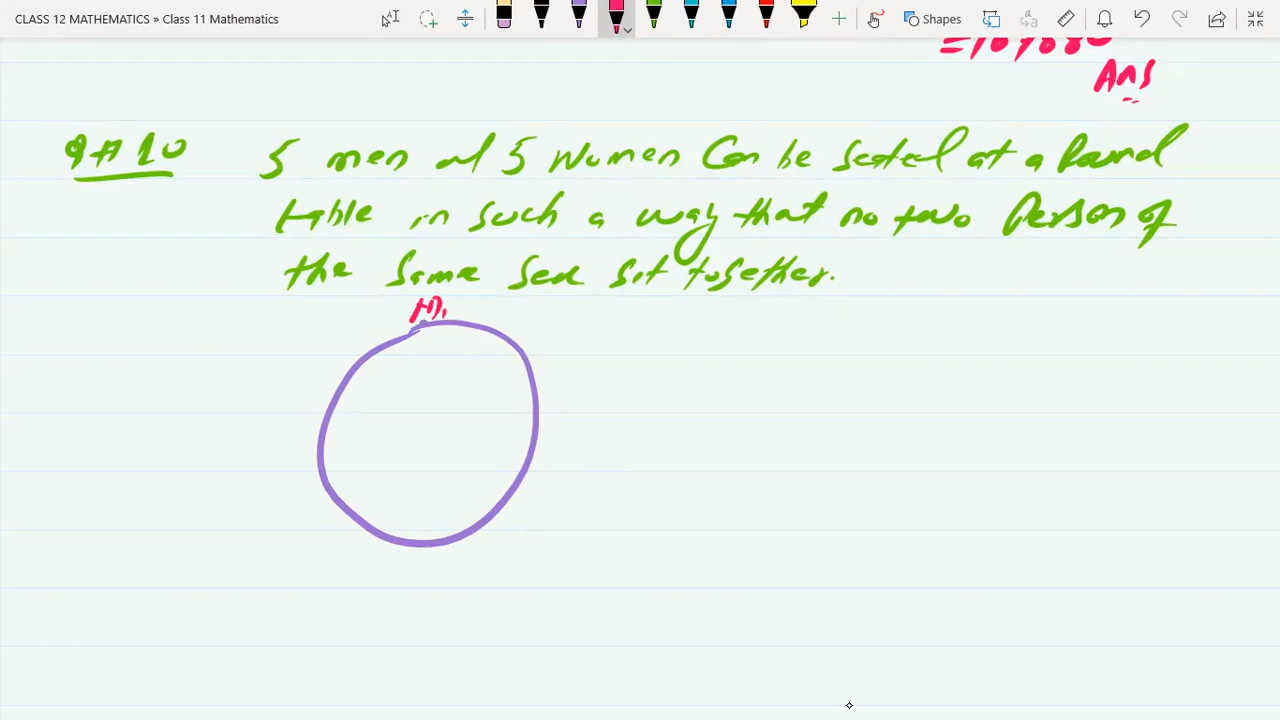 CLASS 12 MATHEMATICS » Class 11 Mathematics
Shapes
Ans
Q#10 5 men and 5 Women Can be Seated at a Round
table in such a way that no two Person of
the Same Sex sit together.
M₁